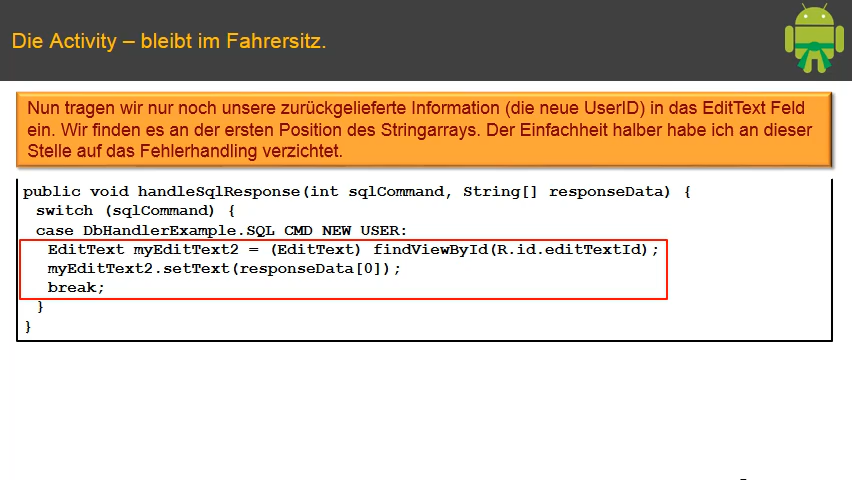 Die Activity – bleibt im Fahrersitz.
Nun tragen wir nur noch unsere zurückgelieferte Information (die neue UserID) in das EditText Feld
ein. Wir finden es an der ersten Position des Stringarrays. Der Einfachheit halber habe ich an dieser
Stelle auf das Fehlerhandling verzichtet.
public void handleSqlResponse(int sqlCommand, String[] responseData) {
switch (sqlCommand) {
case DbHandlerExample.SQL_CMD_NEW_USER:
EditText myEditText2 = (EditText) findViewById(R.id.editTextId);
myEditText2.setText(responseData[0]);
break;
}
}